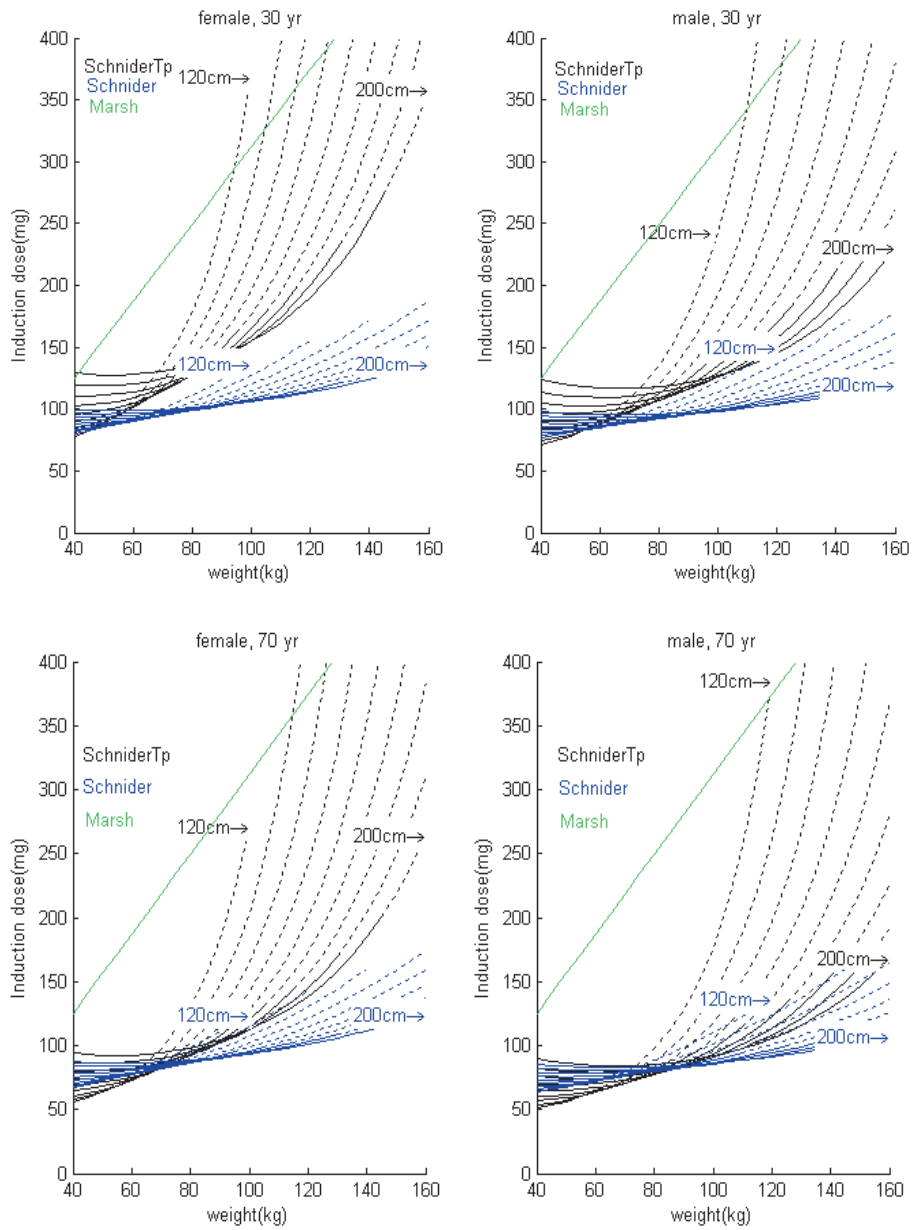 female, 30 yr
400
350
300
250
200
150
100
50
0
Induction dose(mg)
SchniderTp
Schnider
Marsh
120cm→
200cm→
120cm→
200cm→
40 60 80 100 120 140 160
weight(kg)
male, 30 yr
400
350
300
250
200
150
100
50
0
Induction dose(mg)
SchniderTp
Schnider
Marsh
120cm→
200cm→
120cm→
200cm→
40 60 80 100 120 140 160
weight(kg)
female, 70 yr
400
350
300
250
200
150
100
50
0
Induction dose(mg)
SchniderTp
Schnider
Marsh
120cm→
200cm→
120cm→
200cm→
40 60 80 100 120 140 160
weight(kg)
male, 70 yr
400
350
300
250
200
150
100
50
0
Induction dose(mg)
120cm→
SchniderTp
Schnider
Marsh
200cm→
120cm→
200cm→
40 60 80 100 120 140 160
weight(kg)